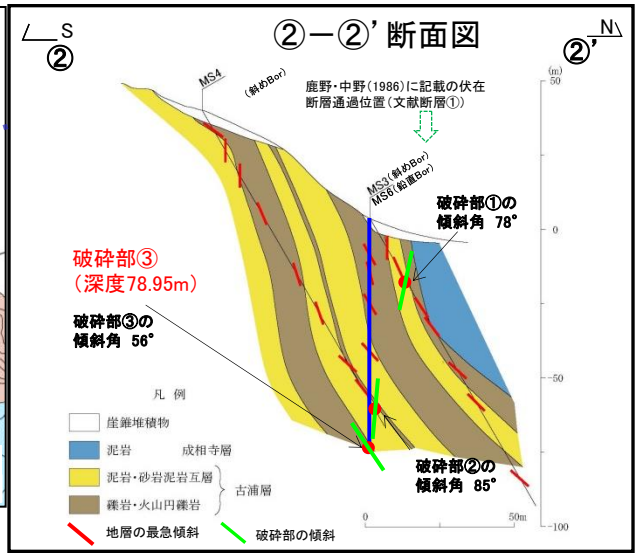 S
②
②－②’断面図
N
②’
MS4
(斜めBor)
鹿野・中野(1986)に記載の伏在
断層通過位置(文献断層①)
MS3(斜めBor)
MS6(鉛直Bor)
50
(m)
0
-50
-100
破砕部①の
傾斜角 78°
破砕部③
(深度78.95m)
破砕部③の
傾斜角 56°
破砕部②の
傾斜角 85°
凡 例
崖錐堆積物
泥岩 成相寺層
泥岩・砂岩泥岩互層
礫岩・火山円礫岩
古浦層
地層の最急傾斜
破砕部の傾斜
0 50m